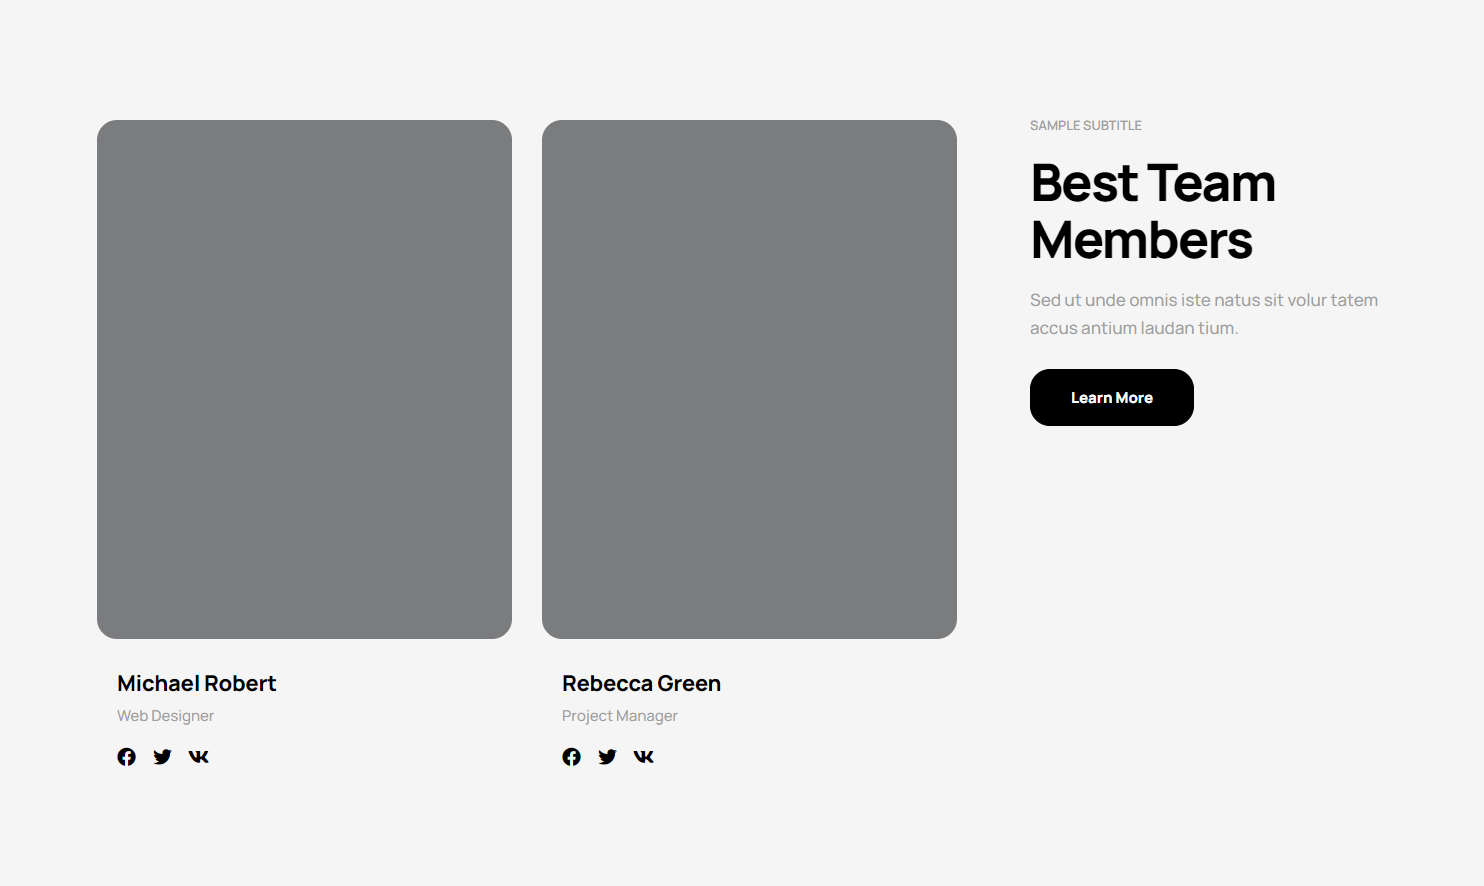 SAMPLE SUBTITLE
Best Team
Members
Sed ut unde omnis iste natus sit volur tatem
accus antium laudan tium.
Learn More
Michael Robert
Web Designer
Rebecca Green
Project Manager